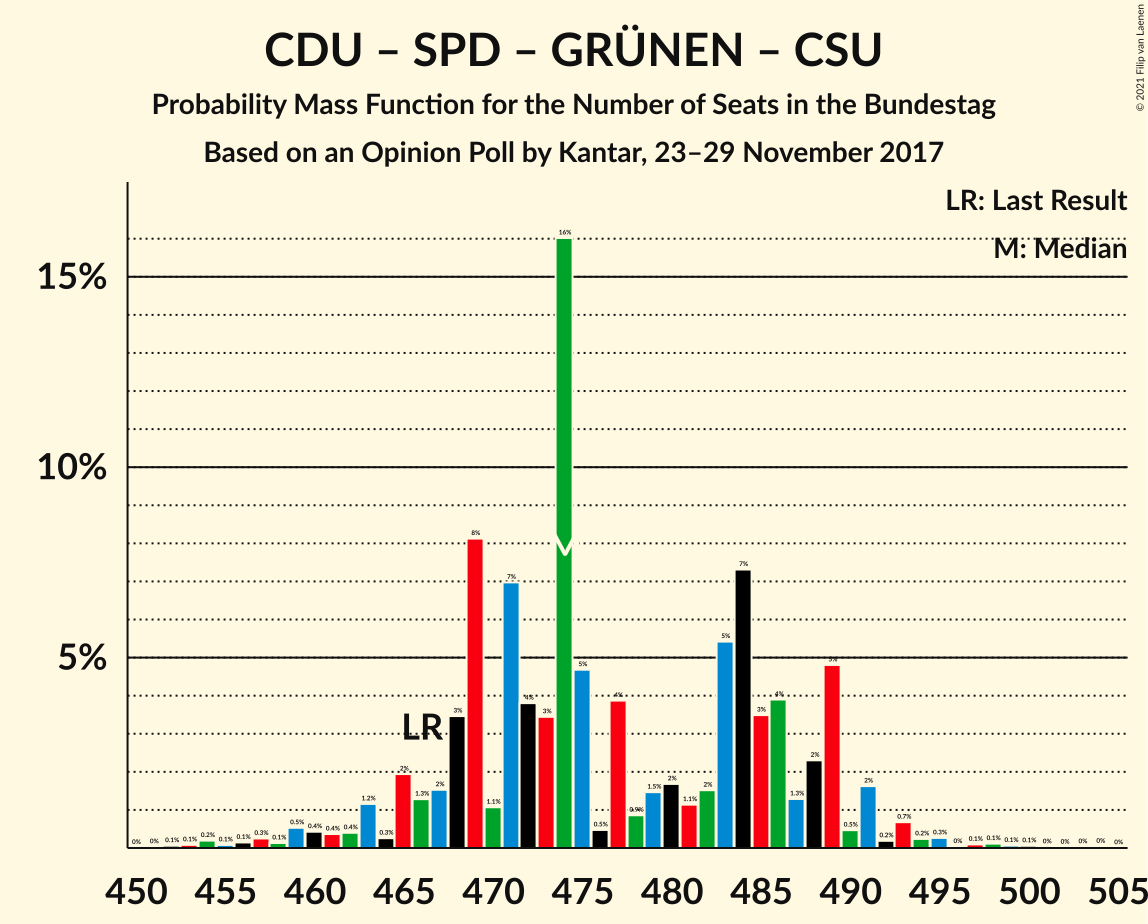 CDU – SPD – GRÜNEN – CSU
Probability Mass Function for the Number of Seats in the Bundestag
Based on an Opinion Poll by Kantar, 23–29 November 2017
© 2021 Filip van Laenen
LR: Last Result
M: Median
15%
10%
5%
LR
M
0% 0% 0.1% 0.1% 0.2% 0.1% 0.1% 0.3% 0.1% 0.5% 0.4% 0.4% 0.4% 1.2% 0.3% 2% 1.3% 2% 3% 8% 1.1% 7% 4% 3% 16% 5% 0.5% 4% 0.9% 1.5% 2% 1.1% 2% 5% 7% 3% 4% 1.3% 2% 5% 0.5% 2% 0.2% 0.7% 0.2% 0.3% 0% 0.1% 0.1% 0.1% 0.1% 0% 0% 0% 0% 0%
450 455 460 465 470 475 480 485 490 495 500 505